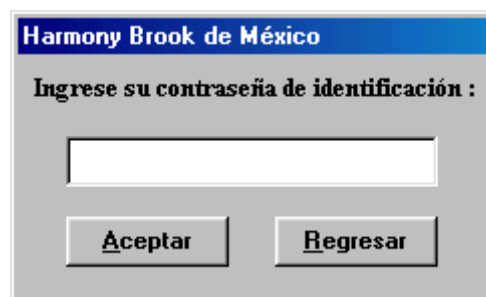 Harmony Brook de México
Ingrese su contraseña de identificación :
Aceptar
Regresar